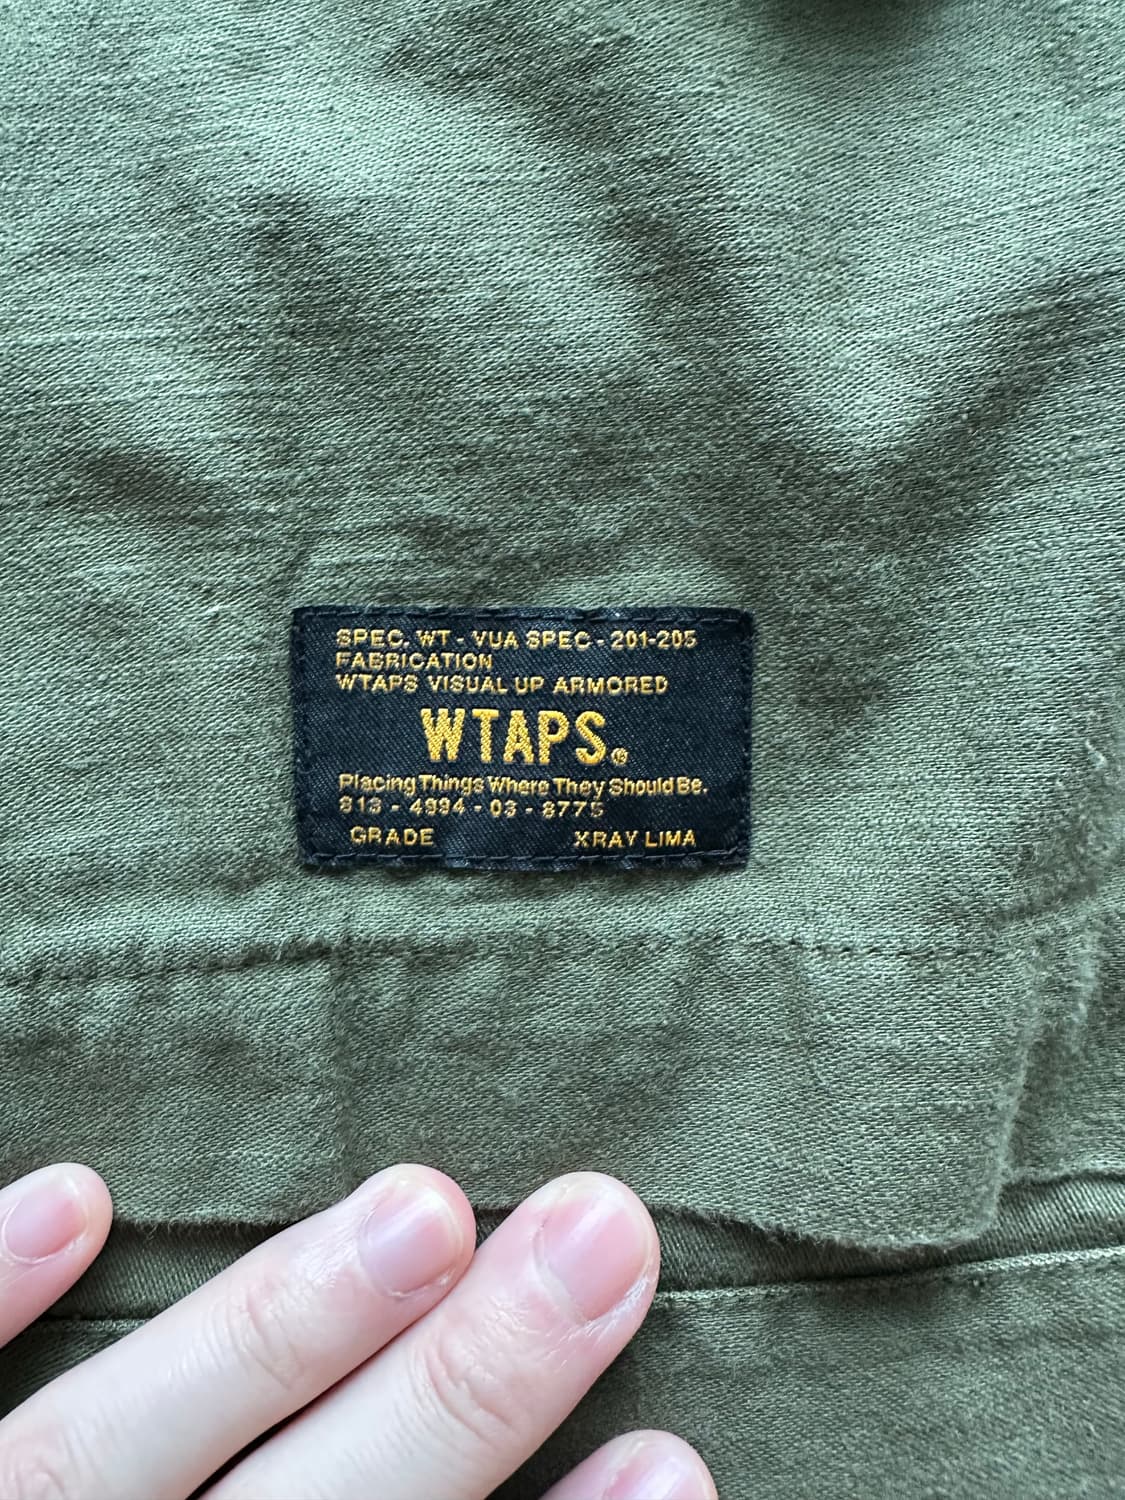 SPEC. WT - VUA SPEC - 201-205
FABRICATION
WTAPS VISUAL UP ARMORED
WTAPS.®
Placing Things Where They Should Be.
813 - 4994 - 03 - 8775
GRADE XRAY LIMA